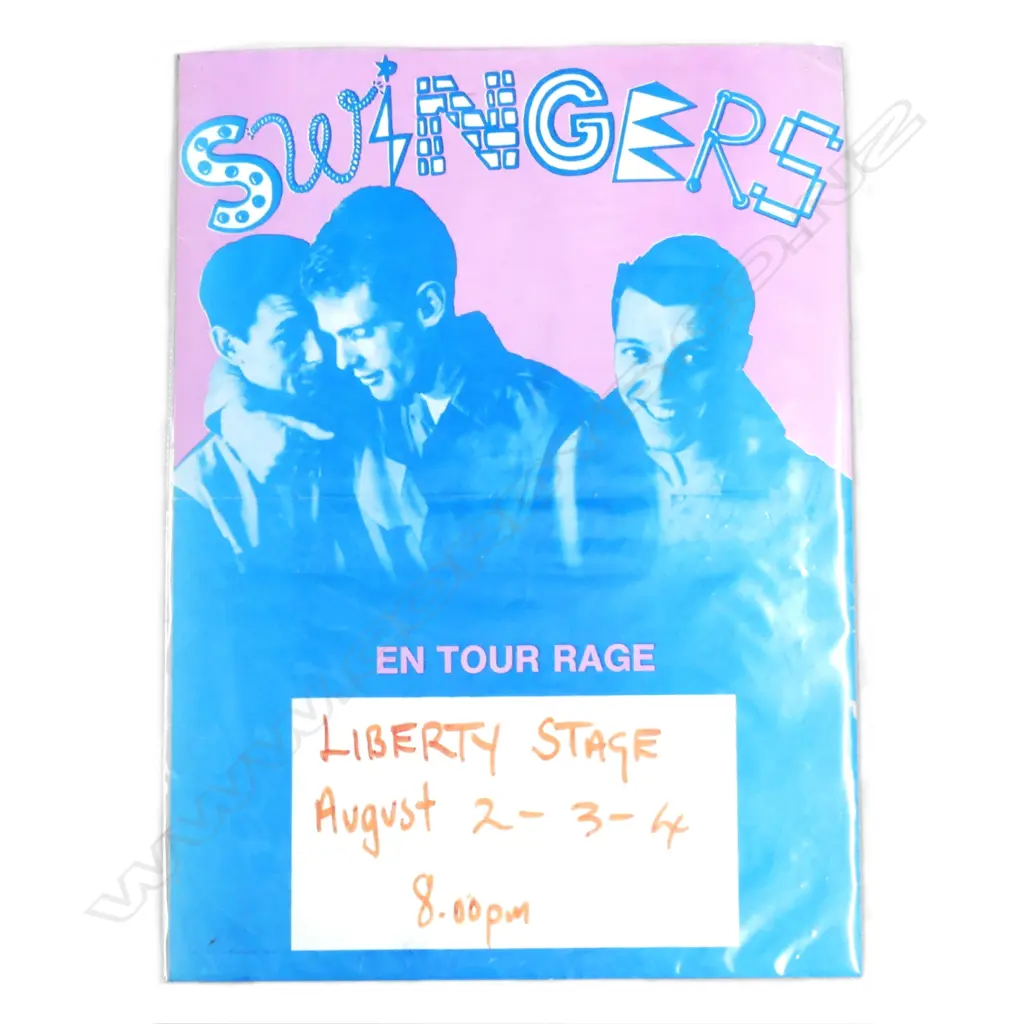 SWiNGERS
EN TOUR RAGE
LIBERTY STAGE
August 2 - 3 - 4
8.00pm